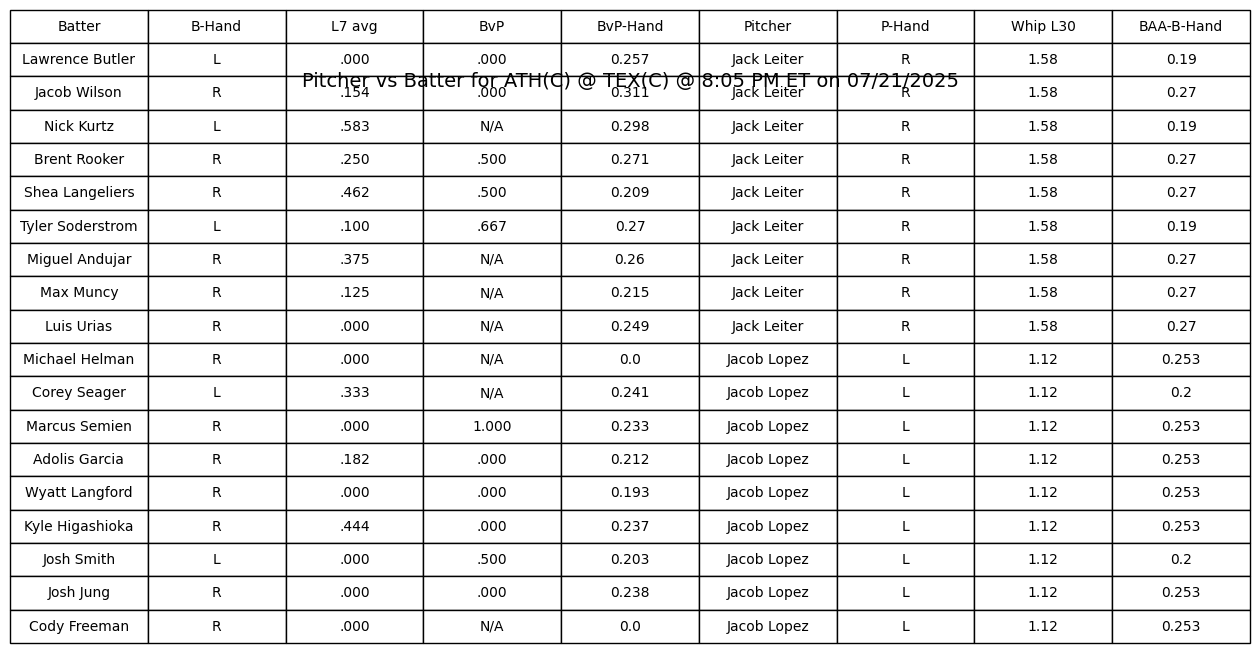 Batter B-Hand L7 avg BvP BvP-Hand Pitcher P-Hand Whip L30 BAA-B-Hand
Lawrence Butler L .000 .000 0.257 Jack Leiter R 1.58 0.19
Pitcher vs Batter for ATH(C) @ TEX(C) @ 8:05 PM ET on 07/21/2025
Jacob Wilson R .154 .000 0.311 Jack Leiter R 1.58 0.27
Nick Kurtz L .583 N/A 0.298 Jack Leiter R 1.58 0.19
Brent Rooker R .250 .500 0.271 Jack Leiter R 1.58 0.27
Shea Langeliers R .462 .500 0.209 Jack Leiter R 1.58 0.27
Tyler Soderstrom L .100 .667 0.27 Jack Leiter R 1.58 0.19
Miguel Andujar R .375 N/A 0.26 Jack Leiter R 1.58 0.27
Max Muncy R .125 N/A 0.215 Jack Leiter R 1.58 0.27
Luis Urias R .000 N/A 0.249 Jack Leiter R 1.58 0.27
Michael Helman R .000 N/A 0.0 Jacob Lopez L 1.12 0.253
Corey Seager L .333 N/A 0.241 Jacob Lopez L 1.12 0.2
Marcus Semien R .000 1.000 0.233 Jacob Lopez L 1.12 0.253
Adolis Garcia R .182 .000 0.212 Jacob Lopez L 1.12 0.253
Wyatt Langford R .000 .000 0.193 Jacob Lopez L 1.12 0.253
Kyle Higashioka R .444 .000 0.237 Jacob Lopez L 1.12 0.253
Josh Smith L .000 .500 0.203 Jacob Lopez L 1.12 0.2
Josh Jung R .000 .000 0.238 Jacob Lopez L 1.12 0.253
Cody Freeman R .000 N/A 0.0 Jacob Lopez L 1.12 0.253